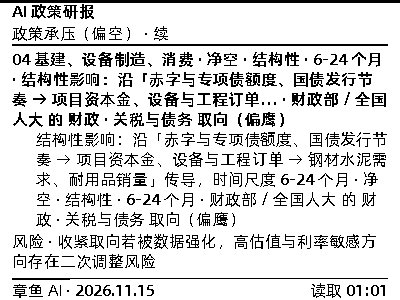 AI 政策研报
政策承压（偏空）· 续
04 基建、设备制造、消费 · 净空 · 结构性 · 6-24 个月
· 结构性影响：沿「赤字与专项债额度、国债发行节
奏 → 项目资本金、设备与工程订单… · 财政部 / 全国
人大 的 财政 · 关税与债务 取向（偏鹰）
结构性影响：沿「赤字与专项债额度、国债发行节
奏 → 项目资本金、设备与工程订单 → 钢材水泥需
求、耐用品销量」传导，时间尺度 6-24 个月 · 净
空 · 结构性 · 6-24 个月 · 财政部 / 全国人大 的 财
政 · 关税与债务 取向（偏鹰）
风险 · 收紧取向若被数据强化，高估值与利率敏感方
向存在二次调整风险
章鱼 AI · 2026.11.15
读取 01:01